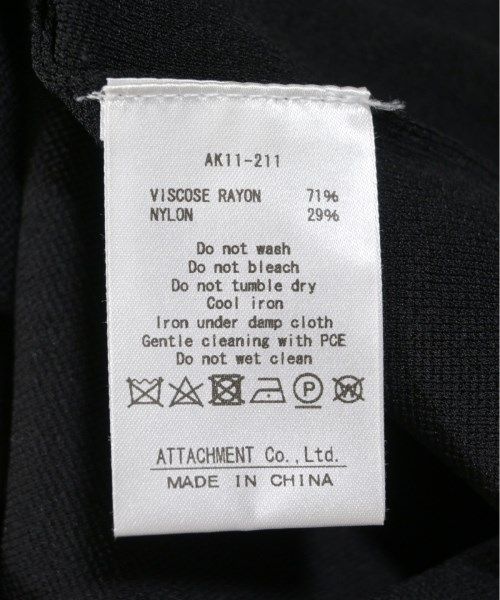 AK11-211
VISCOSE RAYON 71%
NYLON 29%
Do not wash
Do not bleach
Do not tumble dry
Cool iron
Iron under damp cloth
Gentle cleaning with PCE
Do not wet clean
P W
ATTACHMENT Co.,Ltd.
MADE IN CHINA